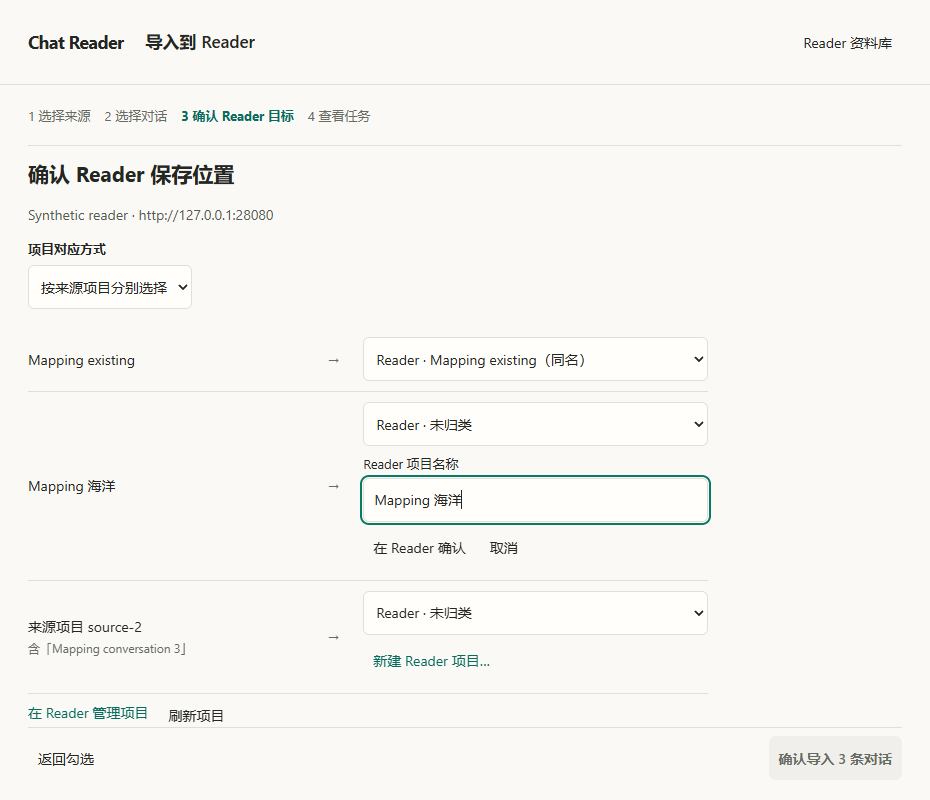 Chat Reader 导入到 Reader Reader 资料库
1 选择来源 2 选择对话 3 确认 Reader 目标 4 查看任务
确认 Reader 保存位置
Synthetic reader · http://127.0.0.1:28080
项目对应方式
按来源项目分别选择
Mapping existing → Reader · Mapping existing（同名）
Reader · 未归类
Reader 项目名称
Mapping 海洋 → Mapping 海洋
在 Reader 确认 取消
Reader · 未归类
来源项目 source-2 →
含「Mapping conversation 3」
新建 Reader 项目…
在 Reader 管理项目 刷新项目
返回勾选 确认导入 3 条对话